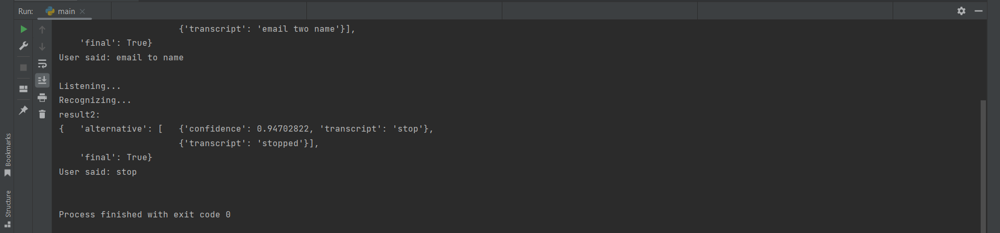 Run: main
{'transcript': 'email two name'}],
'final': True}
User said: email to name
Listening...
Recognizing...
result2:
{   'alternative': [   {'confidence': 0.94702822, 'transcript': 'stop'},
{'transcript': 'stopped'}],
'final': True}
User said: stop
Process finished with exit code 0
Bookmarks
Structure